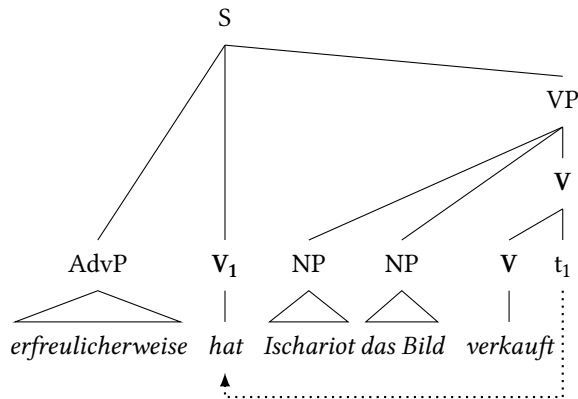 S
VP
V
AdvP V₁ NP NP V t₁
erfreulicherweise hat Ischariot das Bild verkauft